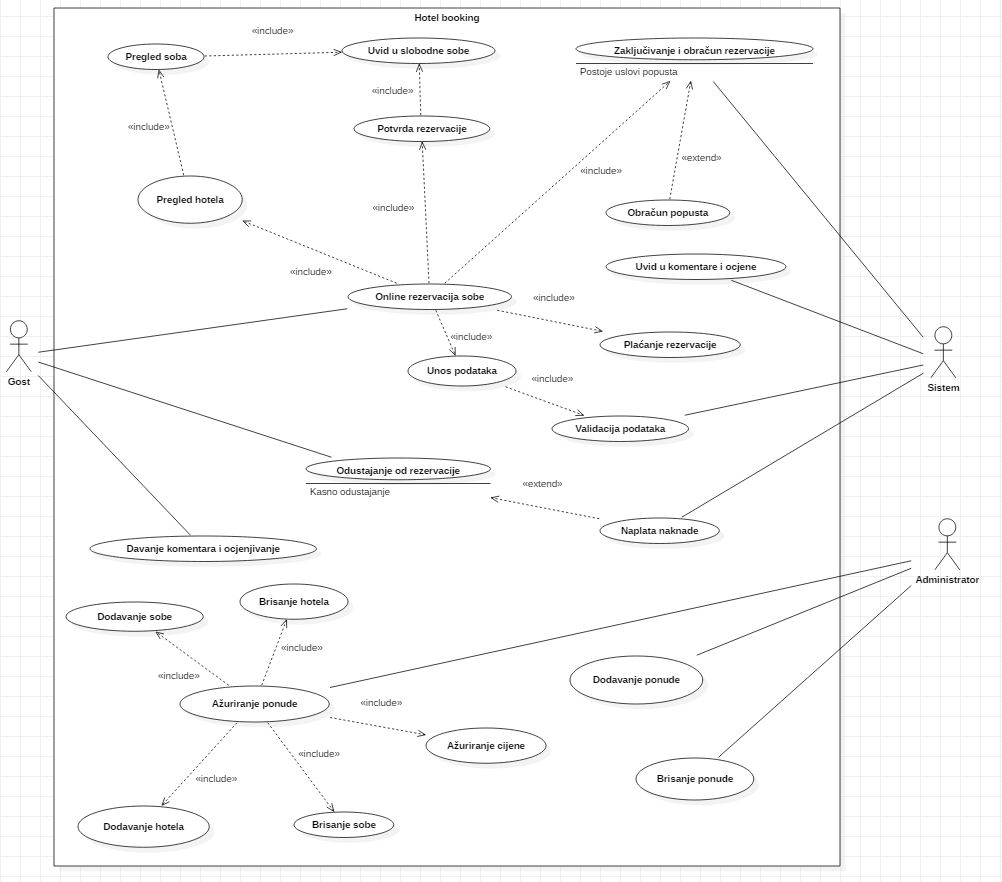 Hotel booking
«include»
Pregled soba
Uvid u slobodne sobe
Zaključivanje i obračun rezervacije
Postoje uslovi popusta
«include»
«include»
Potvrda rezervacije
«extend»
«include»
Pregled hotela
«include»
Obračun popusta
«include»
Uvid u komentare i ocjene
Online rezervacija sobe
«include»
«include»
Plaćanje rezervacije
Unos podataka
«include»
Gost
Sistem
Validacija podataka
Odustajanje od rezervacije
Kasno odustajanje
«extend»
Naplata naknade
Davanje komentara i ocjenjivanje
Administrator
Brisanje hotela
Dodavanje sobe
«include»
«include»
Dodavanje ponude
Ažuriranje ponude
«include»
Ažuriranje cijene
«include»
«include»
Brisanje ponude
Dodavanje hotela
Brisanje sobe